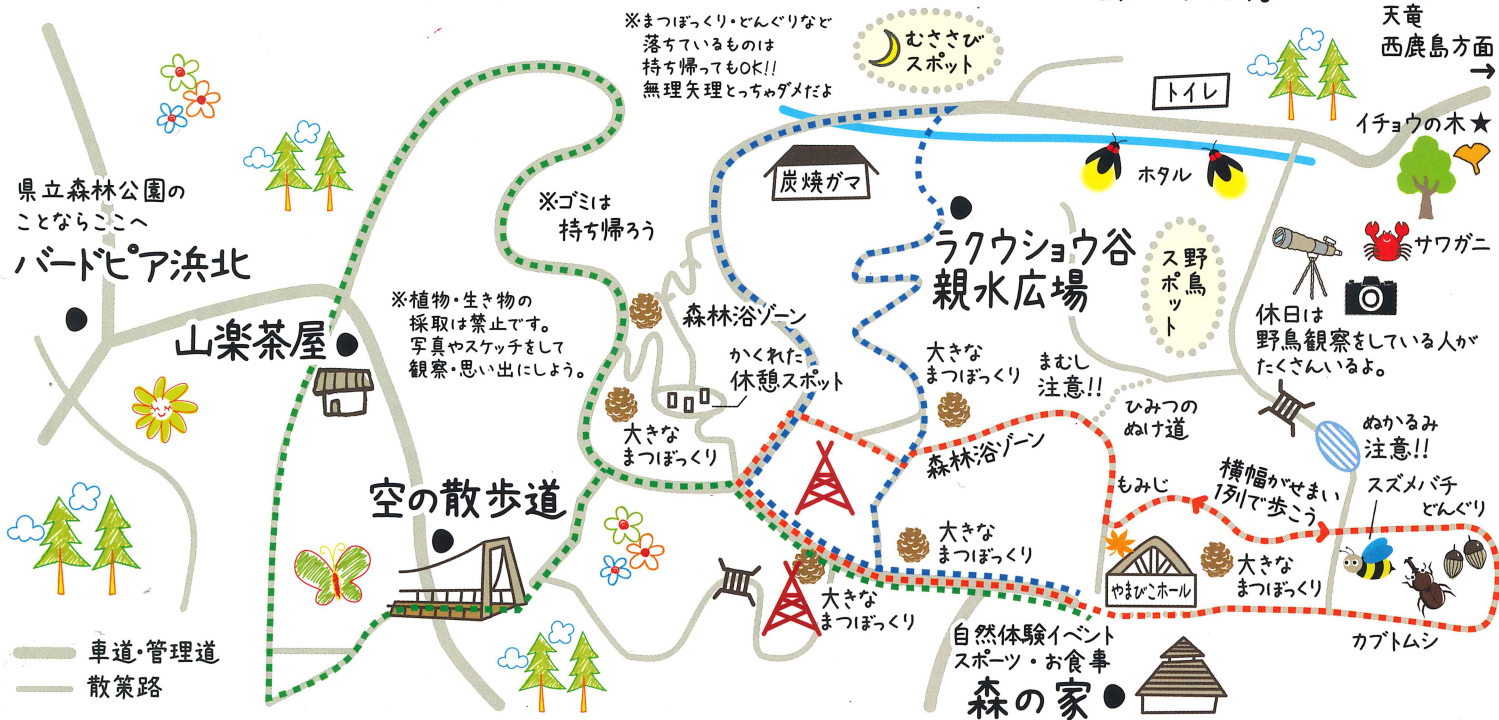 ※まつぼっくり・どんぐりなど
落ちているものは
持ち帰ってもOK!!
無理矢理とっちゃダメだよ
むささび
スポット
トイレ
天竜
西鹿島方面
→
イチョウの木★
県立森林公園の
ことならここへ
バードピア浜北
※ゴミは
持ち帰ろう
炭焼ガマ
ホタル
ラクウショウ谷
親水広場
野鳥
スポット
サワガニ
休日は
野鳥観察をしている人が
たくさんいるよ。
山楽茶屋
※植物・生き物の
採取は禁止です。
写真やスケッチをして
観察・思い出にしよう。
森林浴ゾーン
かくれた
休憩スポット
大きな
まつぼっくり
大きな
まつぼっくり
まむし
注意!!
ひみつの
ぬけ道
ぬかるみ
注意!!
森林浴ゾーン
もみじ
横幅がせまい
1列で歩こう
スズメバチ
どんぐり
空の散歩道
大きな
まつぼっくり
やまびこホール
大きな
まつぼっくり
大きな
まつぼっくり
カブトムシ
自然体験イベント
スポーツ・お食事
森の家
車道・管理道
散策路